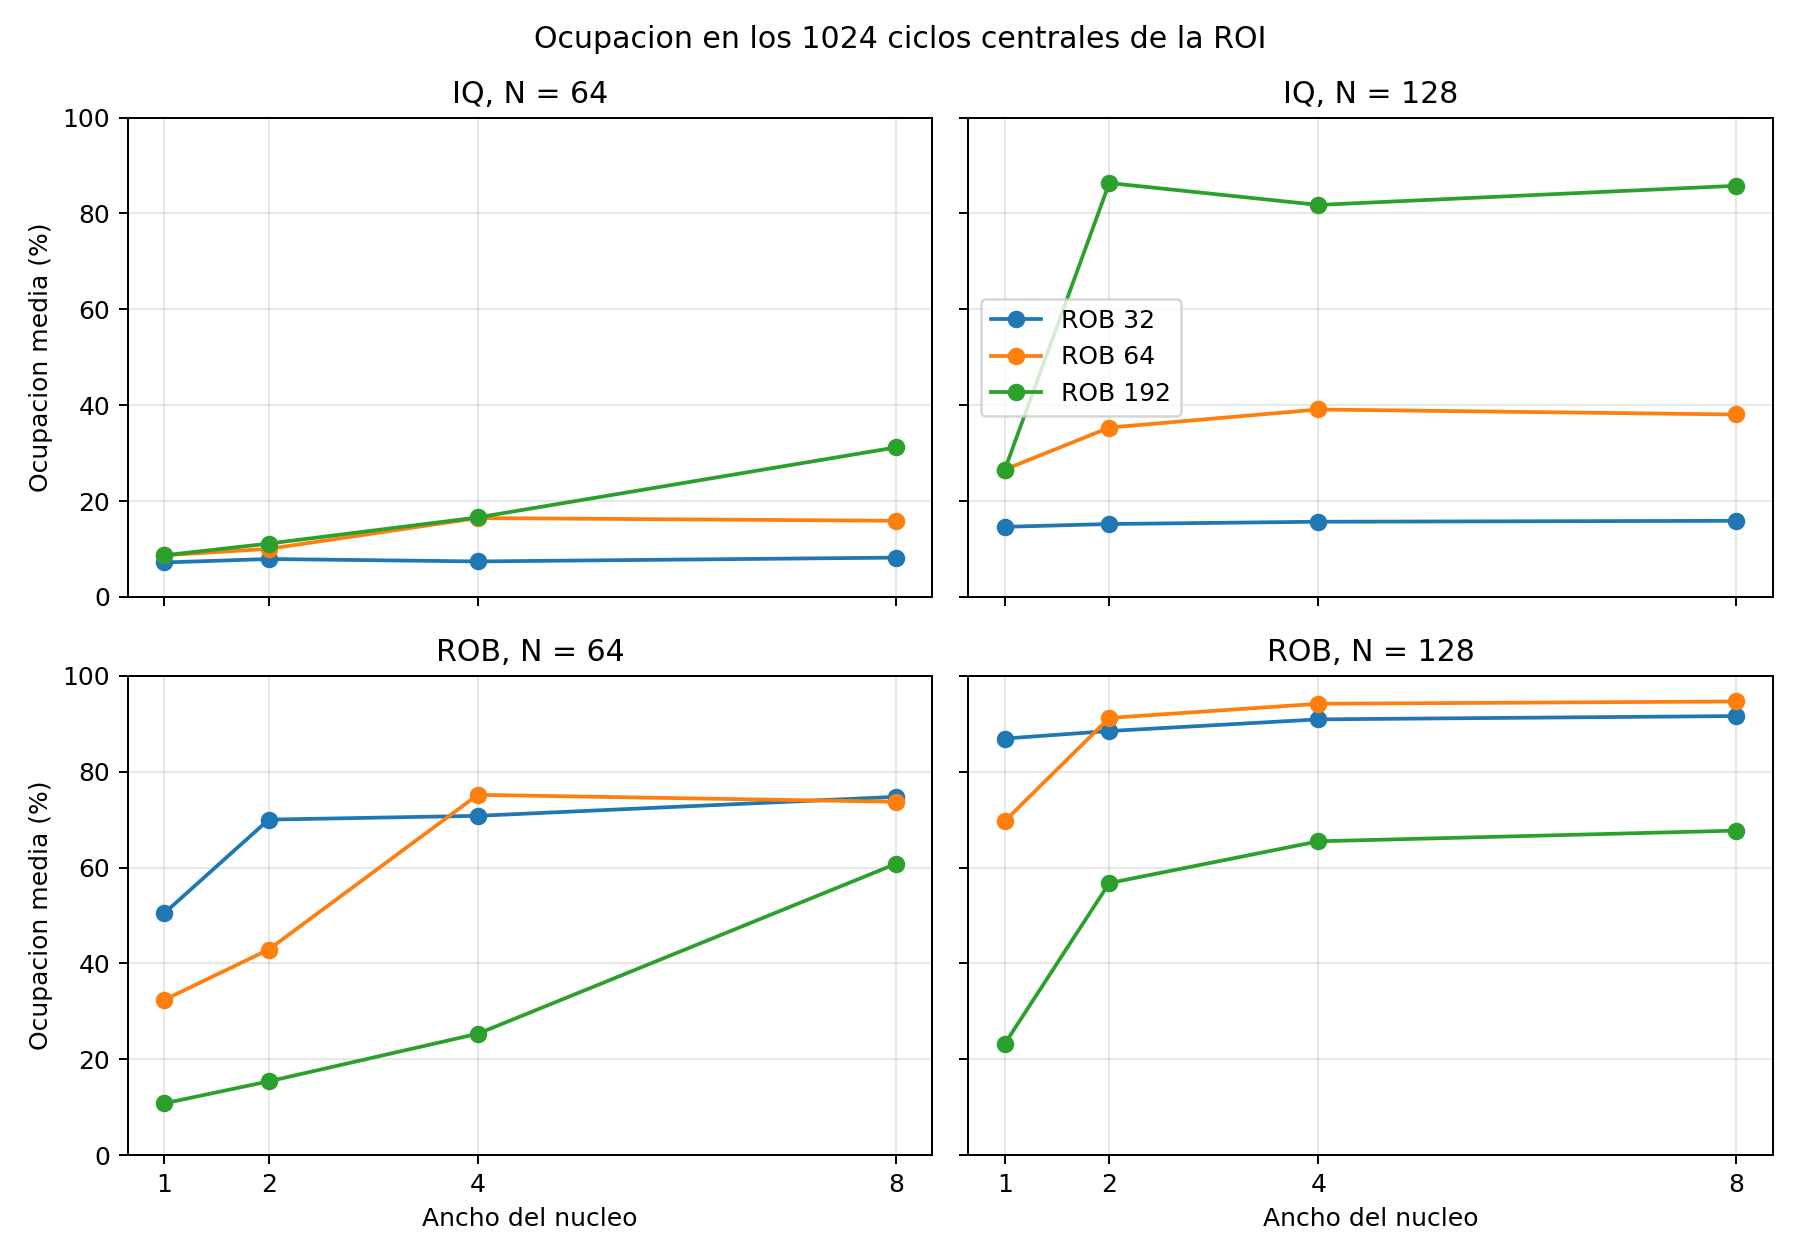 Ocupacion en los 1024 ciclos centrales de la ROI
IQ, N = 64
IQ, N = 128
100
80
60
40
20
0
Ocupacion media (%)
ROB 32
ROB 64
ROB 192
ROB, N = 64
ROB, N = 128
100
80
60
40
20
0
Ocupacion media (%)
1 2 4 8
1 2 4 8
Ancho del nucleo
Ancho del nucleo